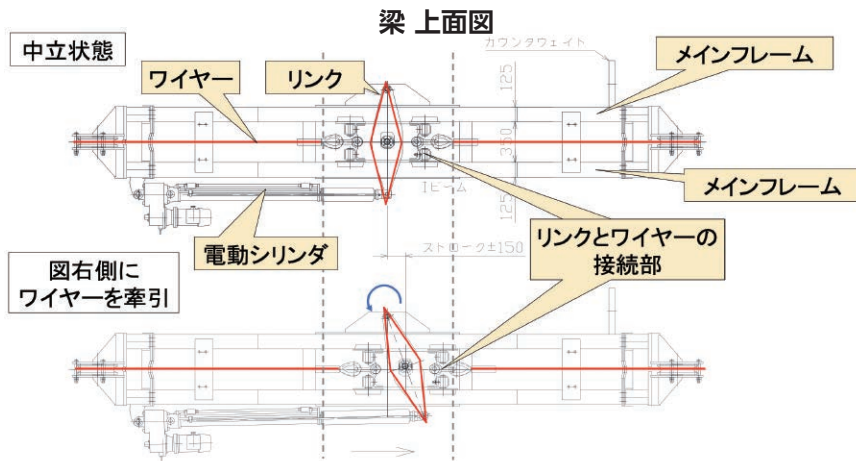 梁 上面図
中立状態
カウンタウェイト
メインフレーム
ワイヤー
リンク
125
350
125
Iビーム
メインフレーム
電動シリンダ
リンクとワイヤーの
接続部
ストローク±150
図右側に
ワイヤーを牽引